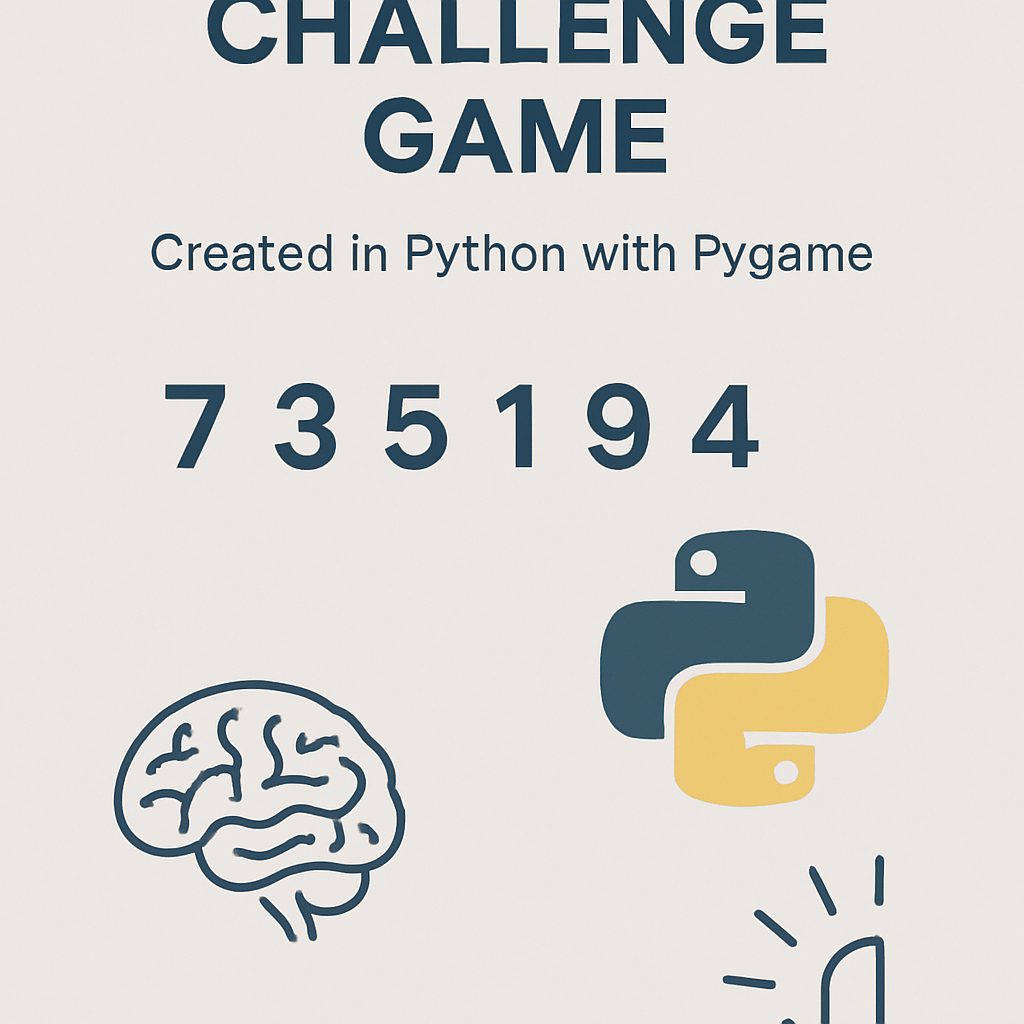 CHALLENGE
GAME
Created in Python with Pygame
7 3 5 1 9 4